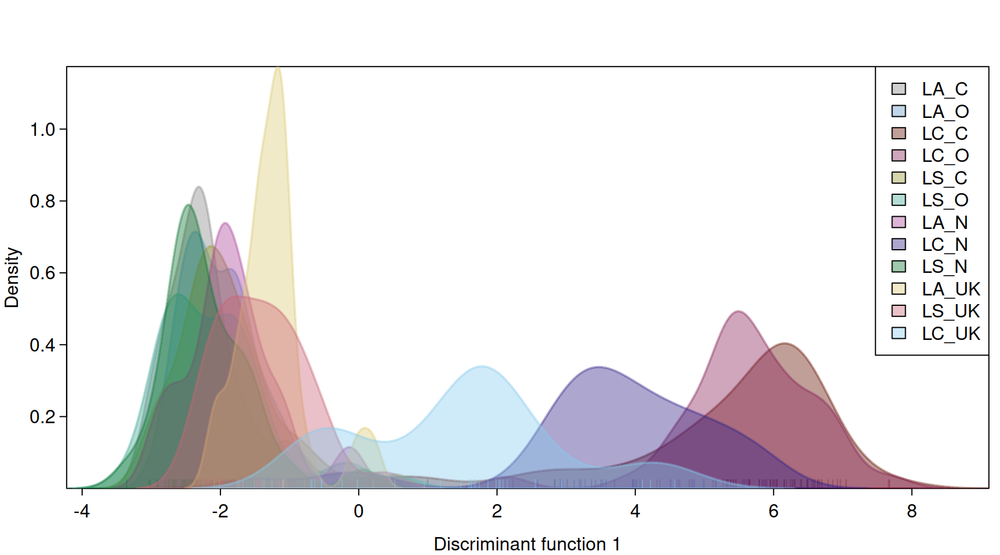 1.0
0.8
0.6
0.4
0.2
Density
-4 -2 0 2 4 6 8
Discriminant function 1
LA_C
LA_O
LC_C
LC_O
LS_C
LS_O
LA_N
LC_N
LS_N
LA_UK
LS_UK
LC_UK